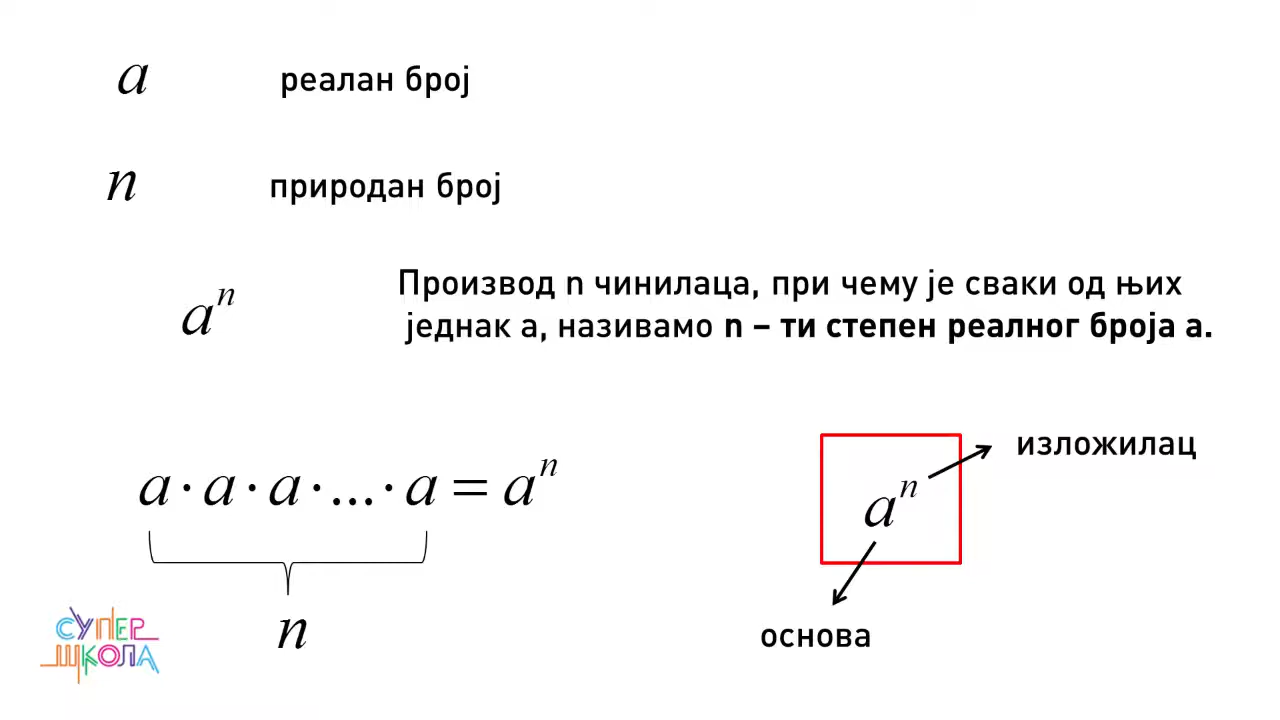 a реалан број
n природан број
aⁿ Производ n чинилаца, при чему је сваки од њих
једнак a, називамо n – ти степен реалног броја a.
a · a · a · ... · a = aⁿ
n
изложилац
aⁿ
основа
СУПЕР
ШКОЛА